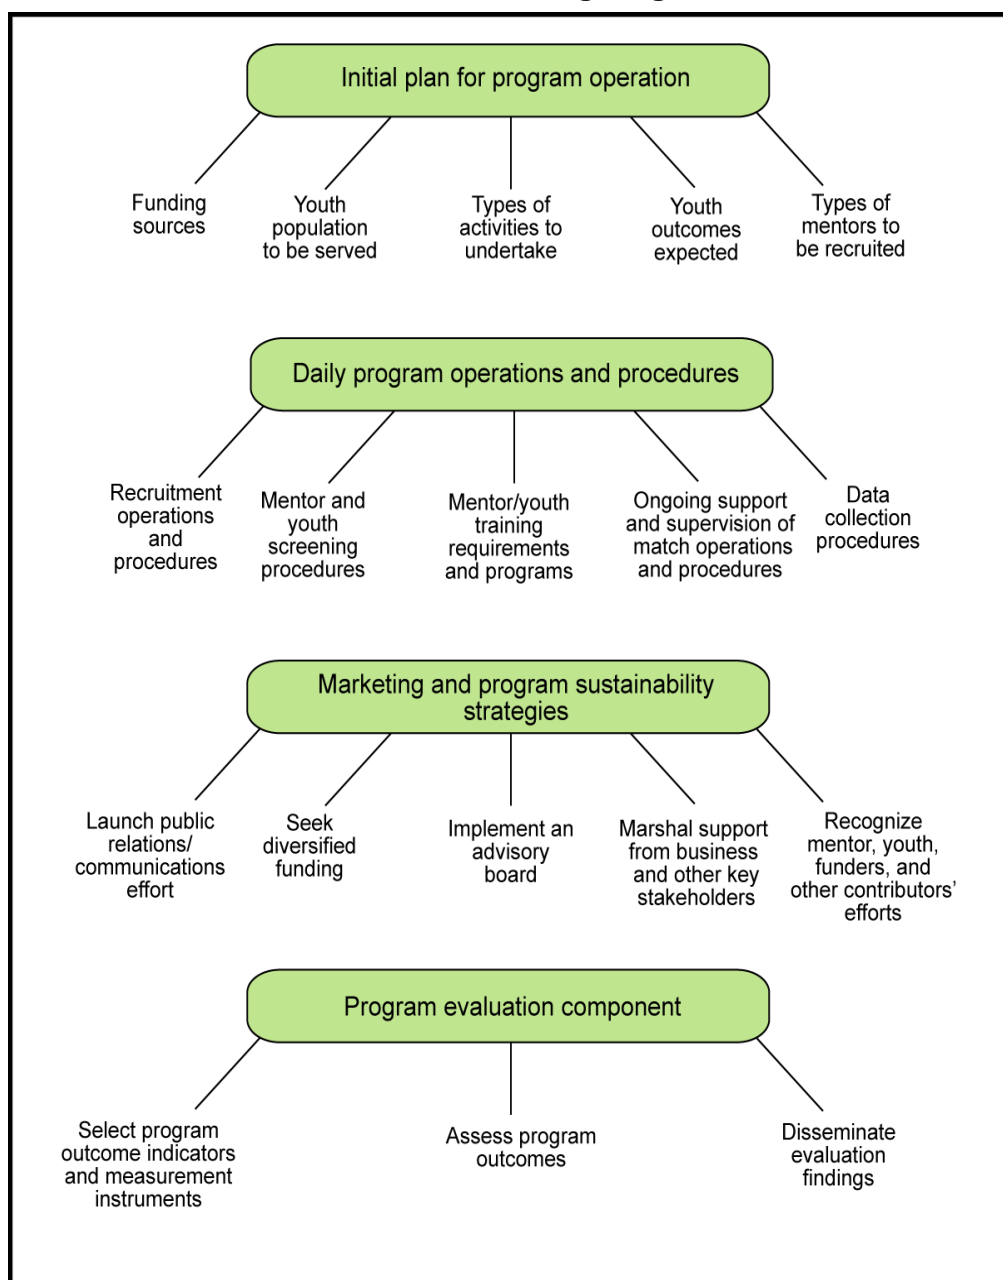 Initial plan for program operation
Funding
sources
Youth
population
to be served
Types of
activities to
undertake
Youth
outcomes
expected
Types of
mentors to
be recruited
Daily program operations and procedures
Recruitment
operations
and
procedures
Mentor and
youth
screening
procedures
Mentor/youth
training
requirements
and programs
Ongoing support
and supervision of
match operations
and procedures
Data
collection
procedures
Marketing and program sustainability
strategies
Launch public
relations/
communications
effort
Seek
diversified
funding
Implement an
advisory
board
Marshal support
from business
and other key
stakeholders
Recognize
mentor, youth,
funders, and
other contributors’
efforts
Program evaluation component
Select program
outcome indicators
and measurement
instruments
Assess program
outcomes
Disseminate
evaluation
findings